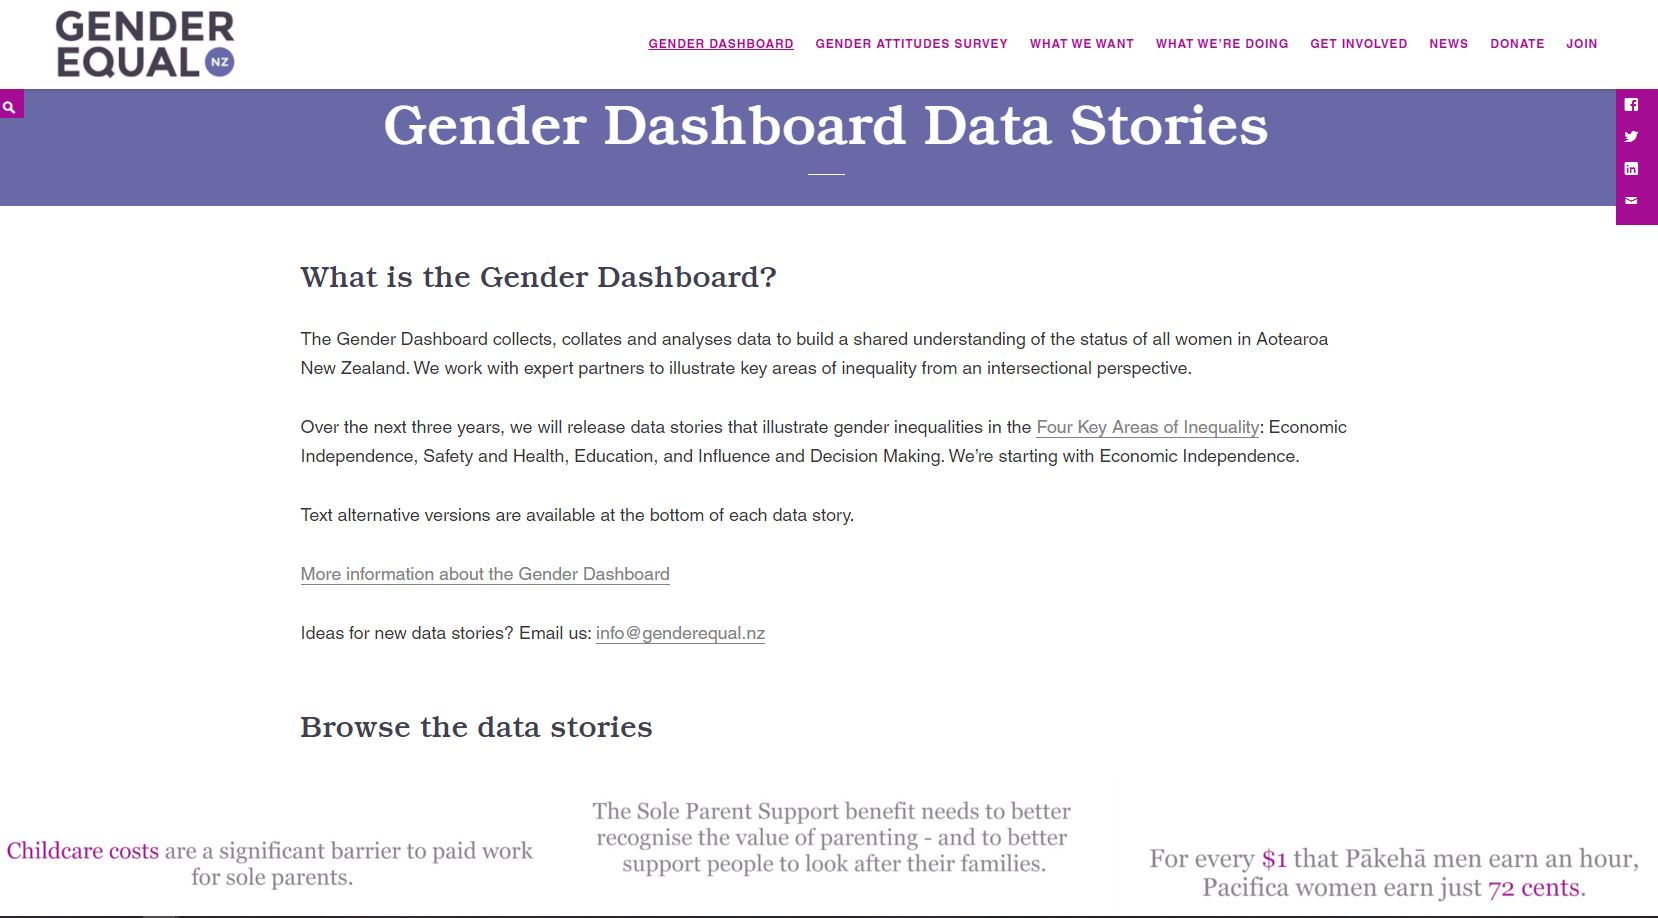 GENDER
EQUAL NZ
GENDER DASHBOARD GENDER ATTITUDES SURVEY WHAT WE WANT WHAT WE’RE DOING GET INVOLVED NEWS DONATE JOIN
Gender Dashboard Data Stories
What is the Gender Dashboard?
The Gender Dashboard collects, collates and analyses data to build a shared understanding of the status of all women in Aotearoa
New Zealand. We work with expert partners to illustrate key areas of inequality from an intersectional perspective.
Over the next three years, we will release data stories that illustrate gender inequalities in the Four Key Areas of Inequality: Economic
Independence, Safety and Health, Education, and Influence and Decision Making. We’re starting with Economic Independence.
Text alternative versions are available at the bottom of each data story.
More information about the Gender Dashboard
Ideas for new data stories? Email us: info@genderequal.nz
Browse the data stories
Childcare costs are a significant barrier to paid work
for sole parents.
The Sole Parent Support benefit needs to better
recognise the value of parenting - and to better
support people to look after their families.
For every $1 that Pākehā men earn an hour,
Pacifica women earn just 72 cents.